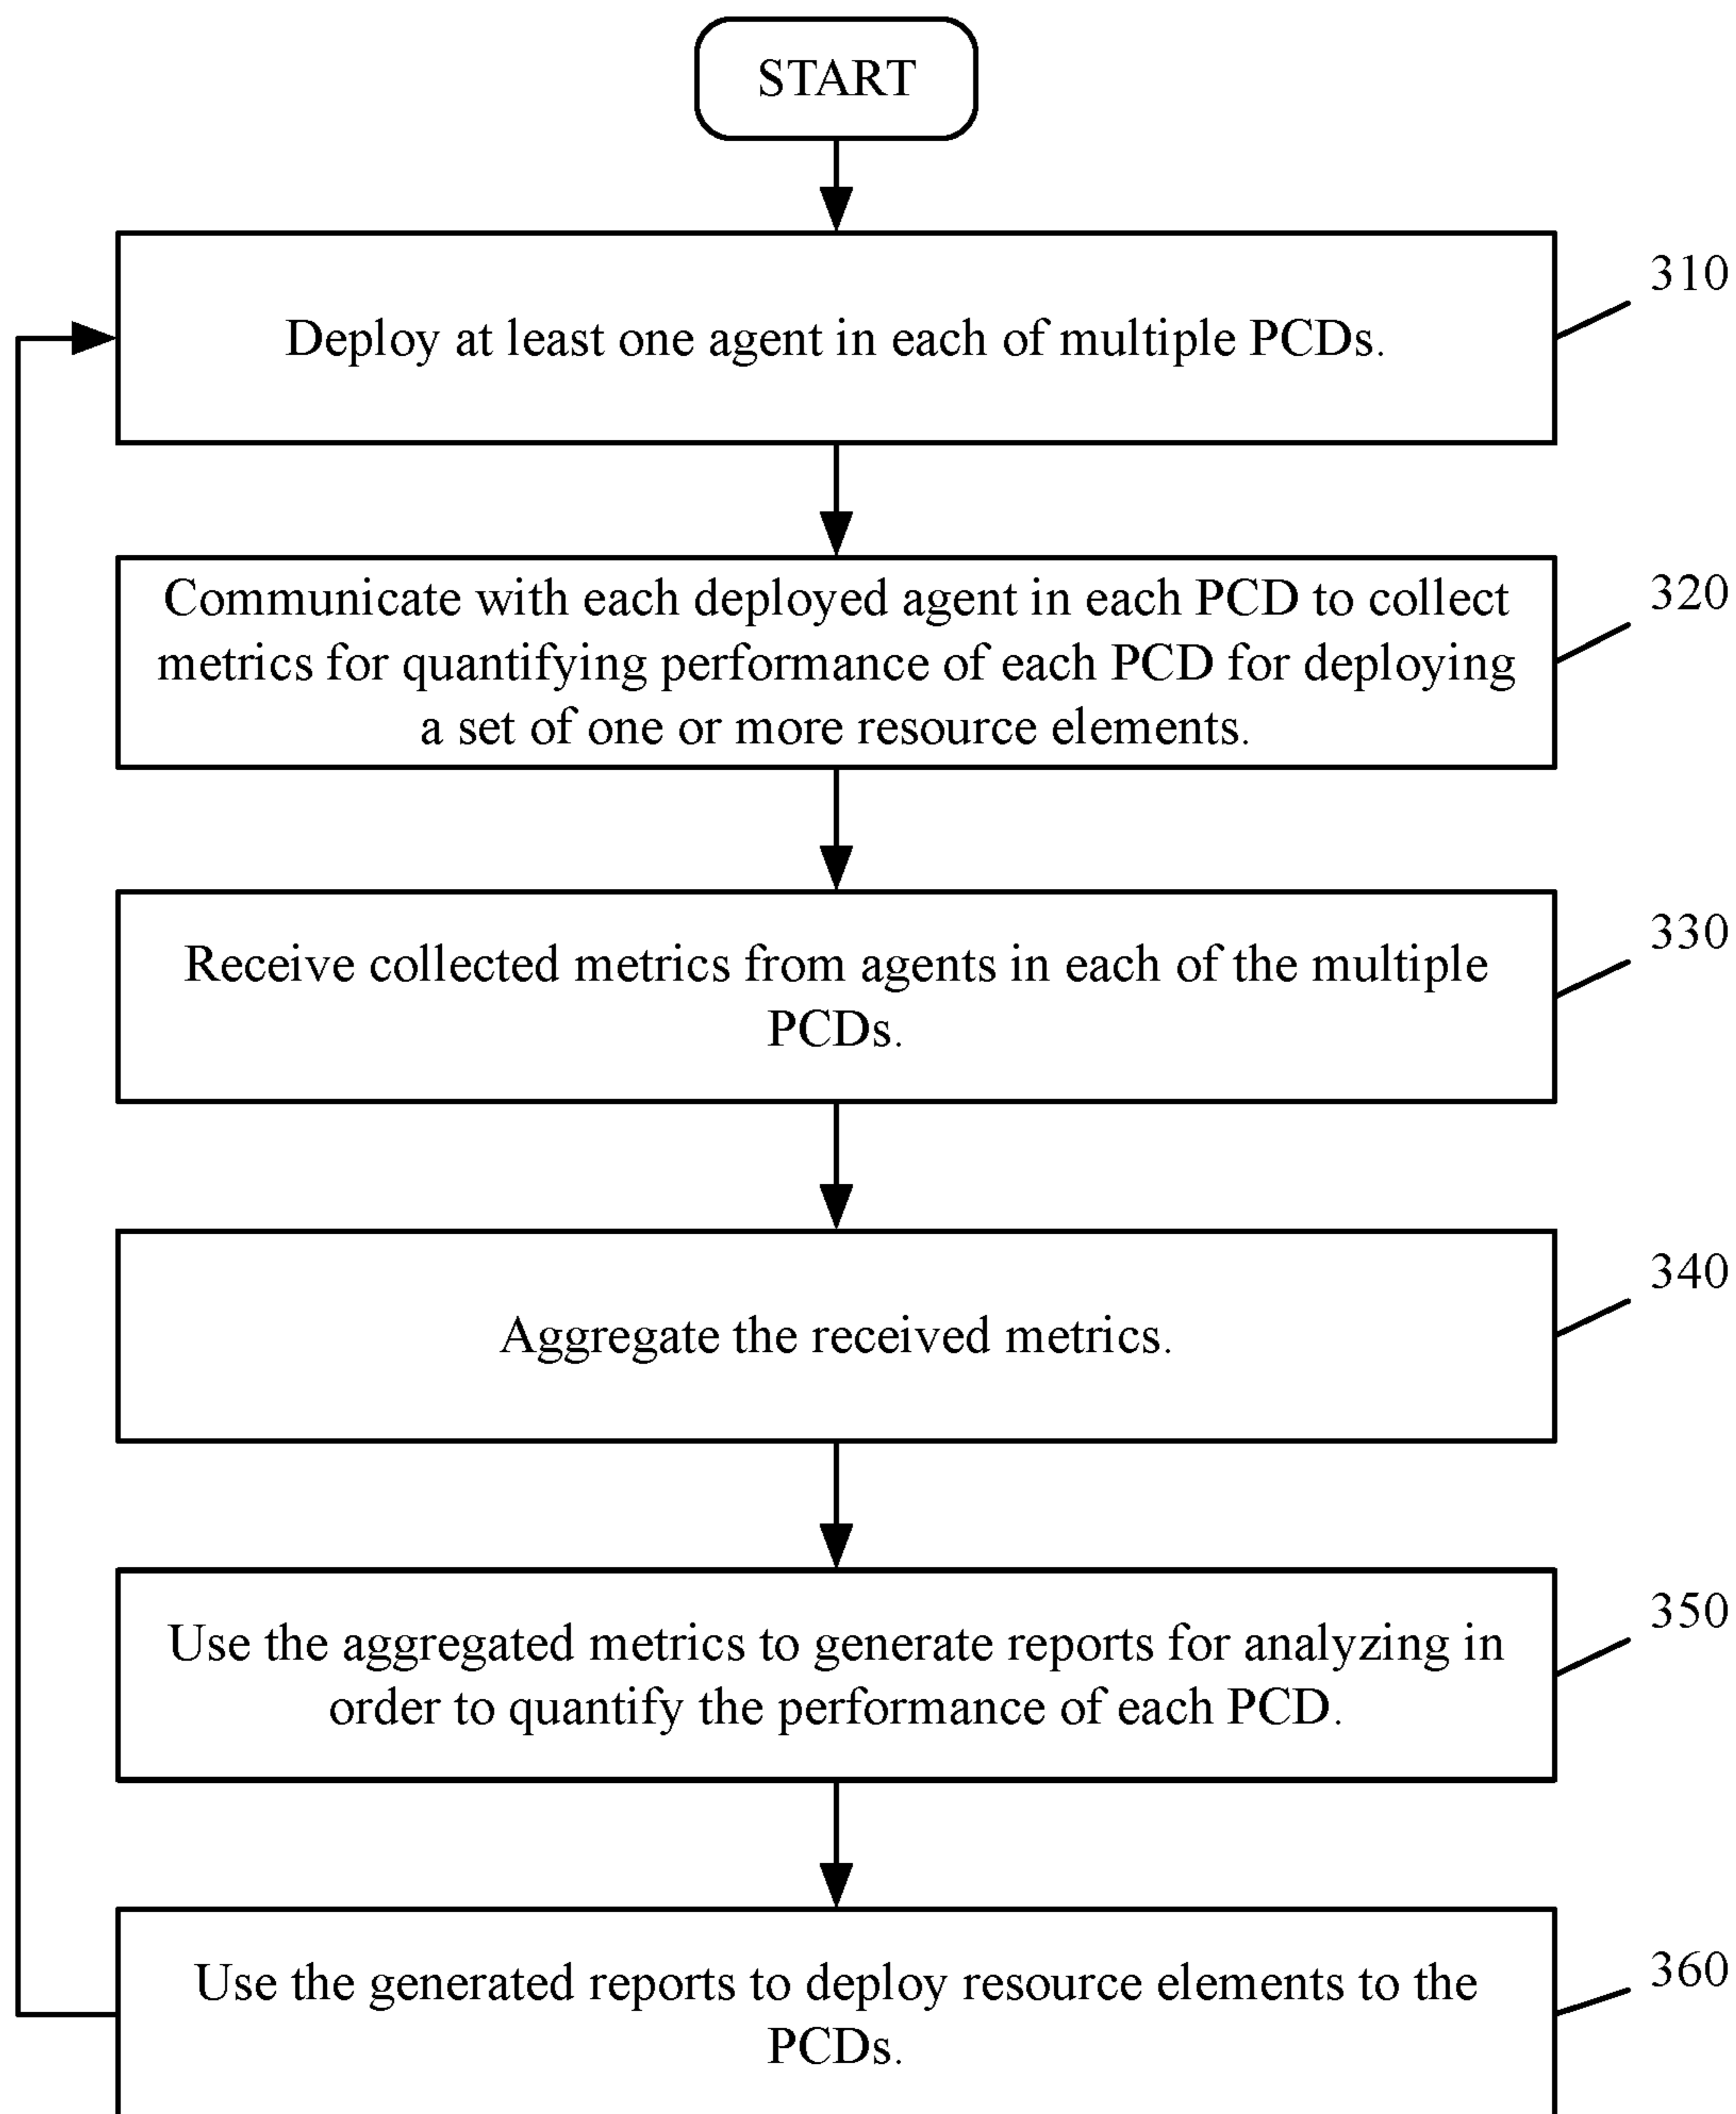 START
310
Deploy at least one agent in each of multiple PCDs.
320
Communicate with each deployed agent in each PCD to collect
metrics for quantifying performance of each PCD for deploying
a set of one or more resource elements.
330
Receive collected metrics from agents in each of the multiple
PCDs.
340
Aggregate the received metrics.
350
Use the aggregated metrics to generate reports for analyzing in
order to quantify the performance of each PCD.
360
Use the generated reports to deploy resource elements to the
PCDs.